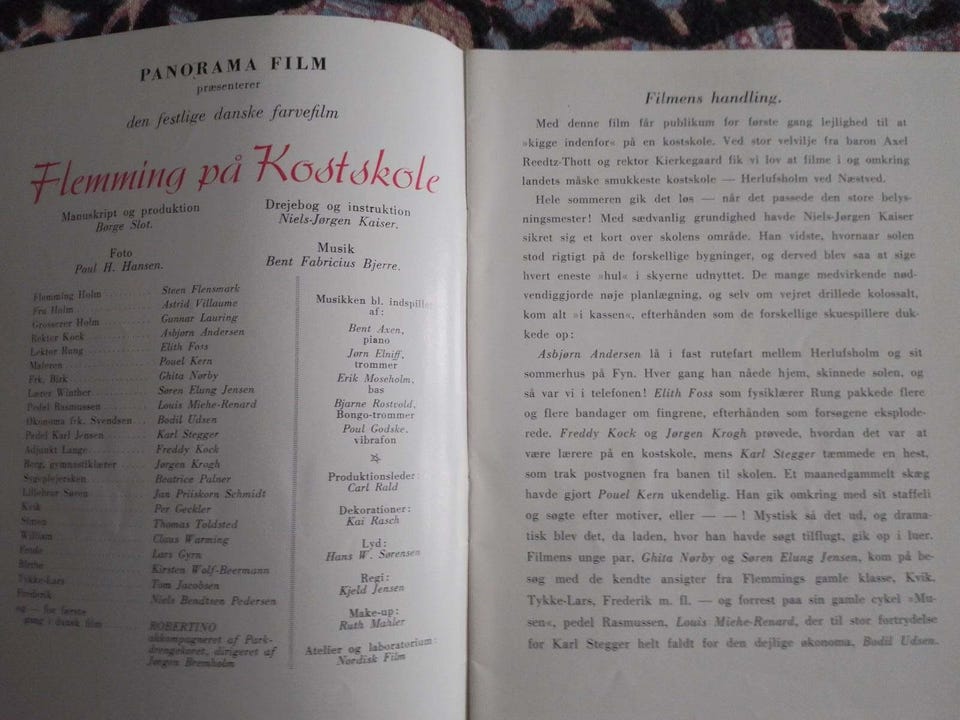 PANORAMA FILM
præsenterer
den festlige danske farvefilm
Flemming på Kostskole
Manuskript og produktion
Børge Slot.
Drejebog og instruktion
Niels-Jørgen Kaiser.
Foto
Poul H. Hansen.
Musik
Bent Fabricius Bjerre.
Flemming Holm ........ Steen Flensmark
Fru Holm ........ Astrid Villaume
Grosserer Holm ........ Gunnar Lauring
Rektor Kock ........ Asbjørn Andersen
Lektor Rung ........ Elith Foss
Maleren ........ Pouel Kern
Frk. Birk ........ Ghita Nørby
Lærer Winther ........ Søren Elung Jensen
Pedel Rasmussen ........ Louis Miehe-Renard
Økonoma frk. Svendsen.. Bodil Udsen
Pedel Karl Jensen ........ Karl Stegger
Adjunkt Lange ........ Freddy Kock
Berg, gymnastiklærer .... Jørgen Krogh
Sygeplejersken ........ Beatrice Palner
Lillebror Søren ........ Jan Priiskorn Schmidt
Kvik ........ Per Geckler
Simon ........ Thomas Toldsted
William ........ Claus Warming
Lars Gyrn
Birthe ........ Kirsten Wolf-Beermann
Tykke-Lars ........ Tom Jacobsen
Frederik ........ Niels Bendtsen Pedersen
og — for første
gang i dansk film ..... ROBERTINO
akkompagneret af Park-
drengekoret, dirigeret af
Jørgen Bremholm
Musikken bl. indspillet
af:
Bent Axen,
piano
Jørn Elniff,
trommer
Erik Moseholm,
bas
Bjarne Rostvold,
Bongo-trommer
Poul Godske,
vibrafon
Produktionsleder:
Carl Rald
Dekorationer:
Kai Rasch
Lyd:
Hans W. Sørensen
Regi:
Kjeld Jensen
Make-up:
Ruth Mahler
Atelier og laboratorium:
Nordisk Film
Filmens handling.
Med denne film får publikum for første gang lejlighed til at
»kigge indenfor« på en kostskole. Ved stor velvilje fra baron Axel
Reedtz-Thott og rektor Kierkegaard fik vi lov at filme i og omkring
landets måske smukkeste kostskole — Herlufsholm ved Næstved.
Hele sommeren gik det løs — når det passede den store belys-
ningsmester! Med sædvanlig grundighed havde Niels-Jørgen Kaiser
sikret sig et kort over skolens område. Han vidste, hvornaar solen
stod rigtigt på de forskellige bygninger, og derved blev saa at sige
hvert eneste »hul« i skyerne udnyttet. De mange medvirkende nød-
vendiggjorde nøje planlægning, og selv om vejret drillede kolossalt,
kom alt »i kassen«, efterhånden som de forskellige skuespillere duk-
kede op:
Asbjørn Andersen lå i fast rutefart mellem Herlufsholm og sit
sommerhus på Fyn. Hver gang han nåede hjem, skinnede solen, og
så var vi i telefonen! Elith Foss som fysiklærer Rung pakkede flere
og flere bandager om fingrene, efterhånden som forsøgene eksplode-
rede. Freddy Kock og Jørgen Krogh prøvede, hvordan det var at
være lærere på en kostskole, mens Karl Stegger tæmmede en hest,
som trak postvognen fra banen til skolen. Et maanedgammelt skæg
havde gjort Pouel Kern ukendelig. Han gik omkring med sit staffeli
og søgte efter motiver, eller — — —! Mystisk så det ud, og drama-
tisk blev det, da laden, hvor han havde søgt tilflugt, gik op i luer.
Filmens unge par, Ghita Nørby og Søren Elung Jensen, kom på be-
søg med de kendte ansigter fra Flemmings gamle klasse, Kvik,
Tykke-Lars, Frederik m. fl. — og forrest paa sin gamle cykel »Mu-
sen«, pedel Rasmussen, Louis Miehe-Renard, der til stor fortrydelse
for Karl Stegger helt faldt for den dejlige økonoma, Bodil Udsen.